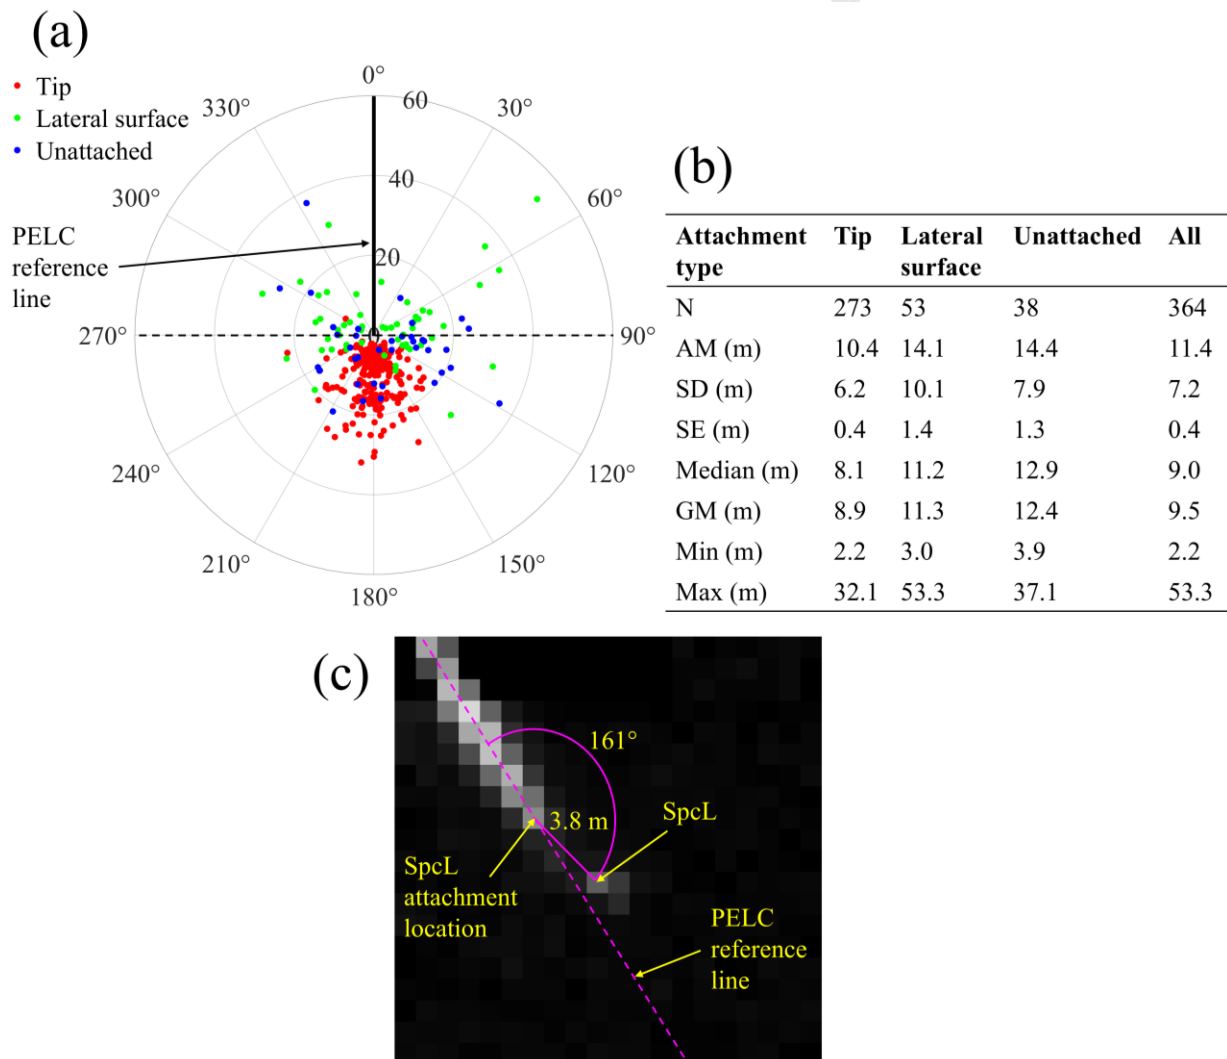 (a)
Tip
Lateral surface
Unattached
PELC
reference
line
0°
30°
60°
90°
120°
150°
180°
210°
240°
270°
300°
330°
60
40
20
0
(b)
Attachment type Tip Lateral surface Unattached All
N 273 53 38 364
AM (m) 10.4 14.1 14.4 11.4
SD (m) 6.2 10.1 7.9 7.2
SE (m) 0.4 1.4 1.3 0.4
Median (m) 8.1 11.2 12.9 9.0
GM (m) 8.9 11.3 12.4 9.5
Min (m) 2.2 3.0 3.9 2.2
Max (m) 32.1 53.3 37.1 53.3
(c)
161°
3.8 m
SpcL
SpcL
attachment
location
PELC
reference
line